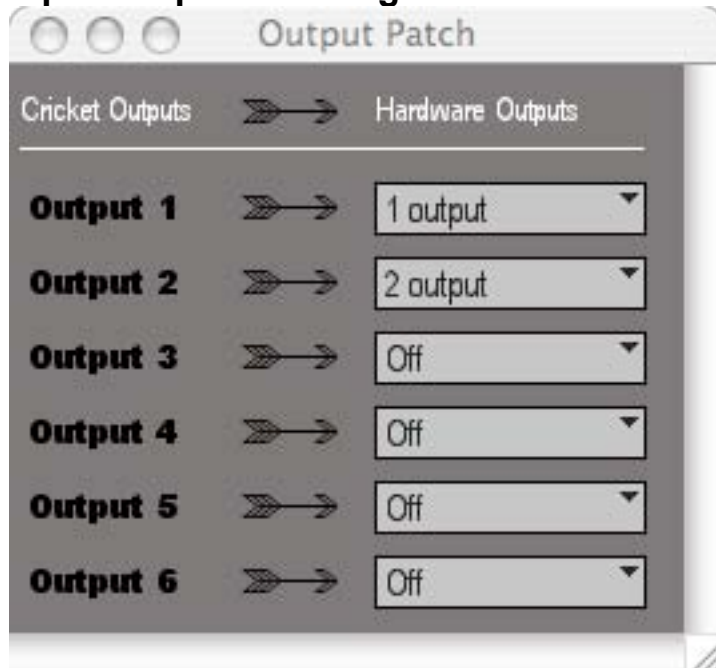 Output Patch
Cricket Outputs Hardware Outputs
Output 1 1 output
Output 2 2 output
Output 3 Off
Output 4 Off
Output 5 Off
Output 6 Off